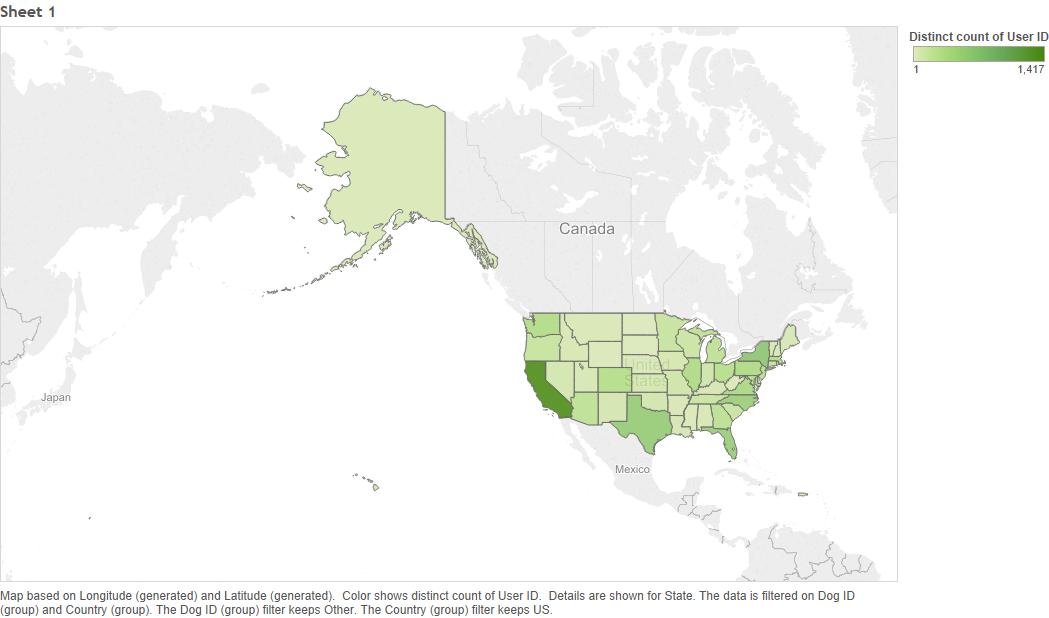 Sheet 1
Distinct count of User ID
1 1,417
Canada
United
States
Japan
Mexico
Map based on Longitude (generated) and Latitude (generated).  Color shows distinct count of User ID.  Details are shown for State. The data is filtered on Dog ID
(group) and Country (group). The Dog ID (group) filter keeps Other. The Country (group) filter keeps US.